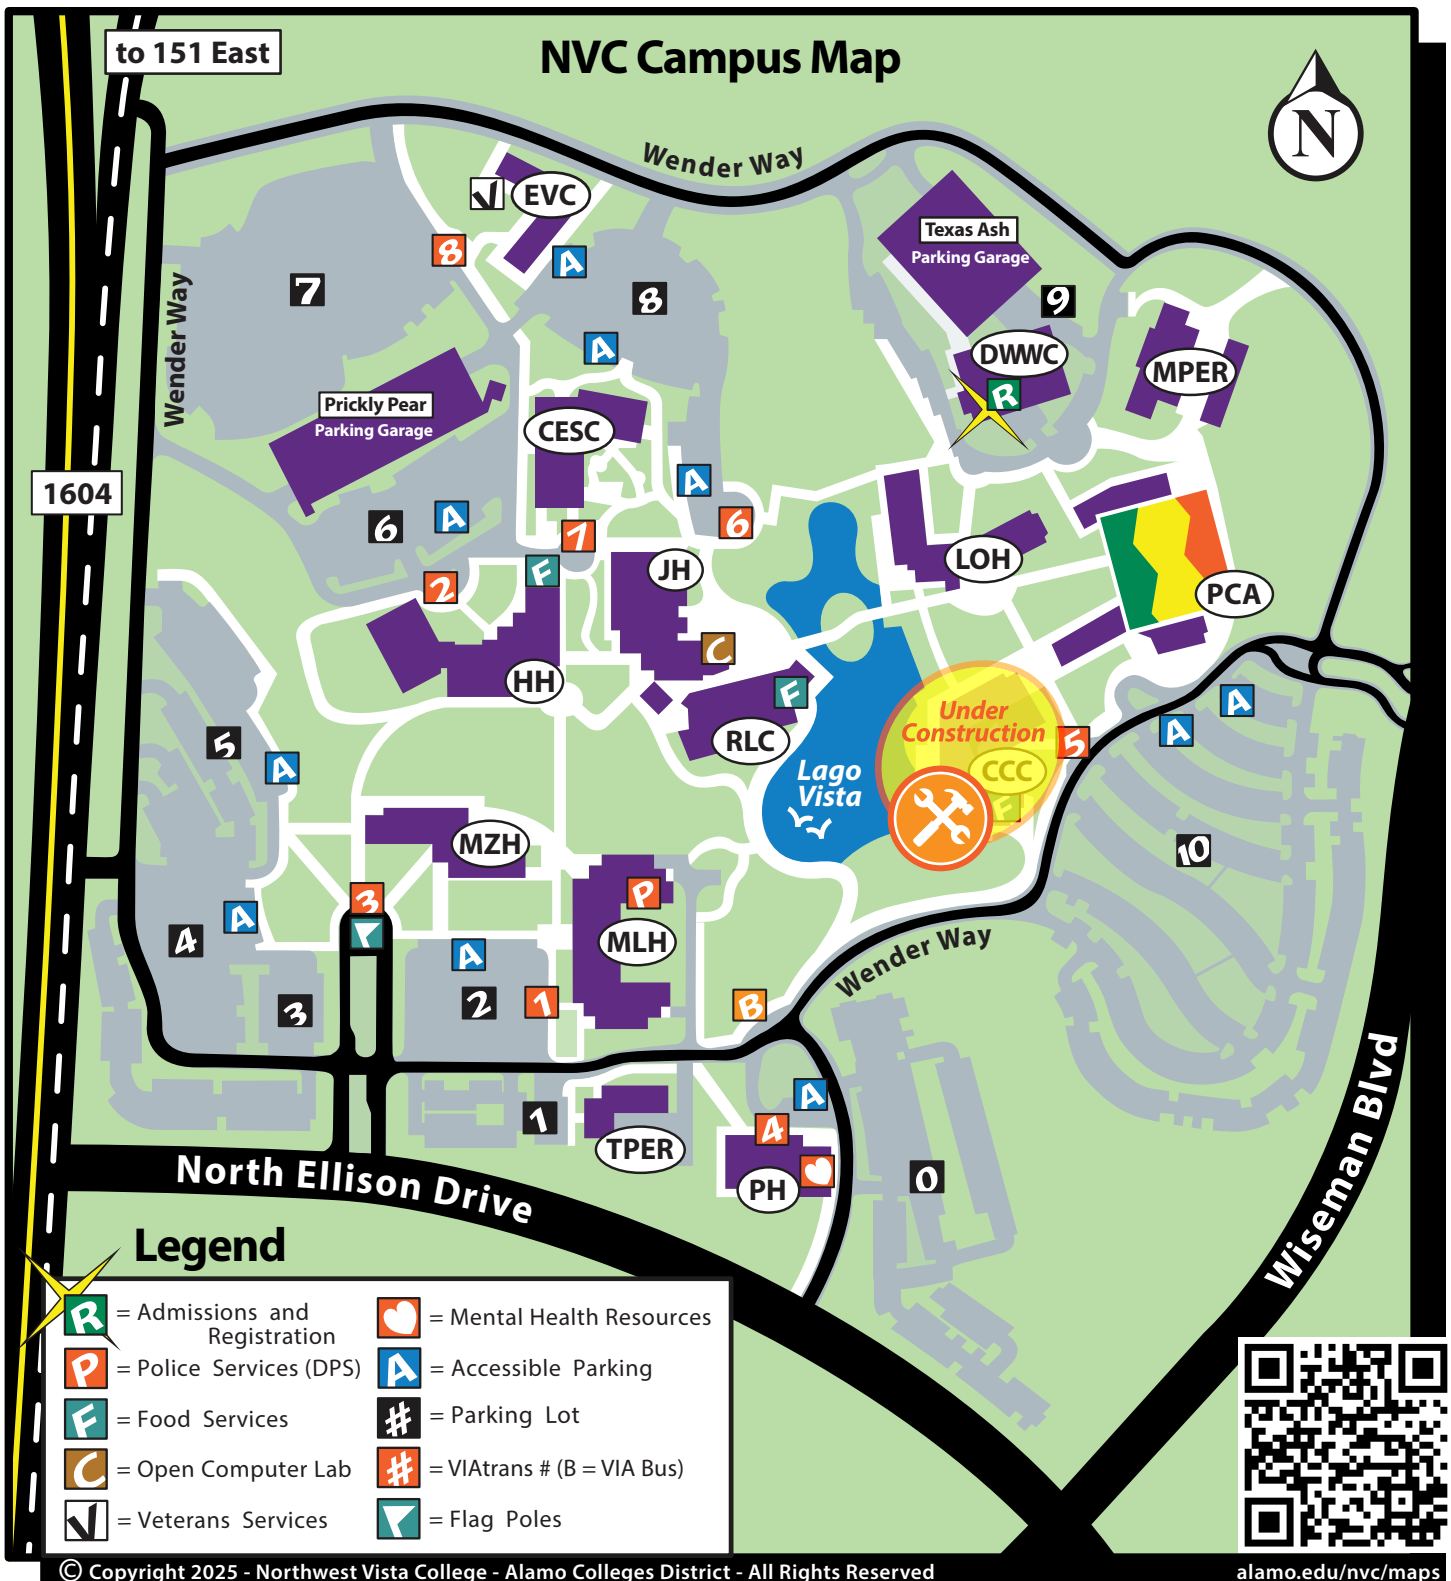 to 151 East
NVC Campus Map
N
Wender Way
EVC
8
A
7
8
Texas Ash
Parking Garage
9
Wender Way
A
DWWC
R
MPER
Prickly Pear
Parking Garage
CESC
1604
A
6
A
6
7
LOH
2
F
JH
PCA
C
HH
F
RLC
Under
Construction
5
A
A
5
A
Lago
Vista
CCC
F
MZH
10
3
P
4
A
MLH
A
Wender Way
3
2
1
B
1
A
4
TPER
PH
0
North Ellison Drive
Wiseman Blvd
Legend
R = Admissions and
Registration
= Mental Health Resources
P = Police Services (DPS)
A = Accessible Parking
F = Food Services
# = Parking Lot
C = Open Computer Lab
# = VIAtrans # (B = VIA Bus)
V = Veterans Services
= Flag Poles
© Copyright 2025 - Northwest Vista College - Alamo Colleges District - All Rights Reserved
alamo.edu/nvc/maps